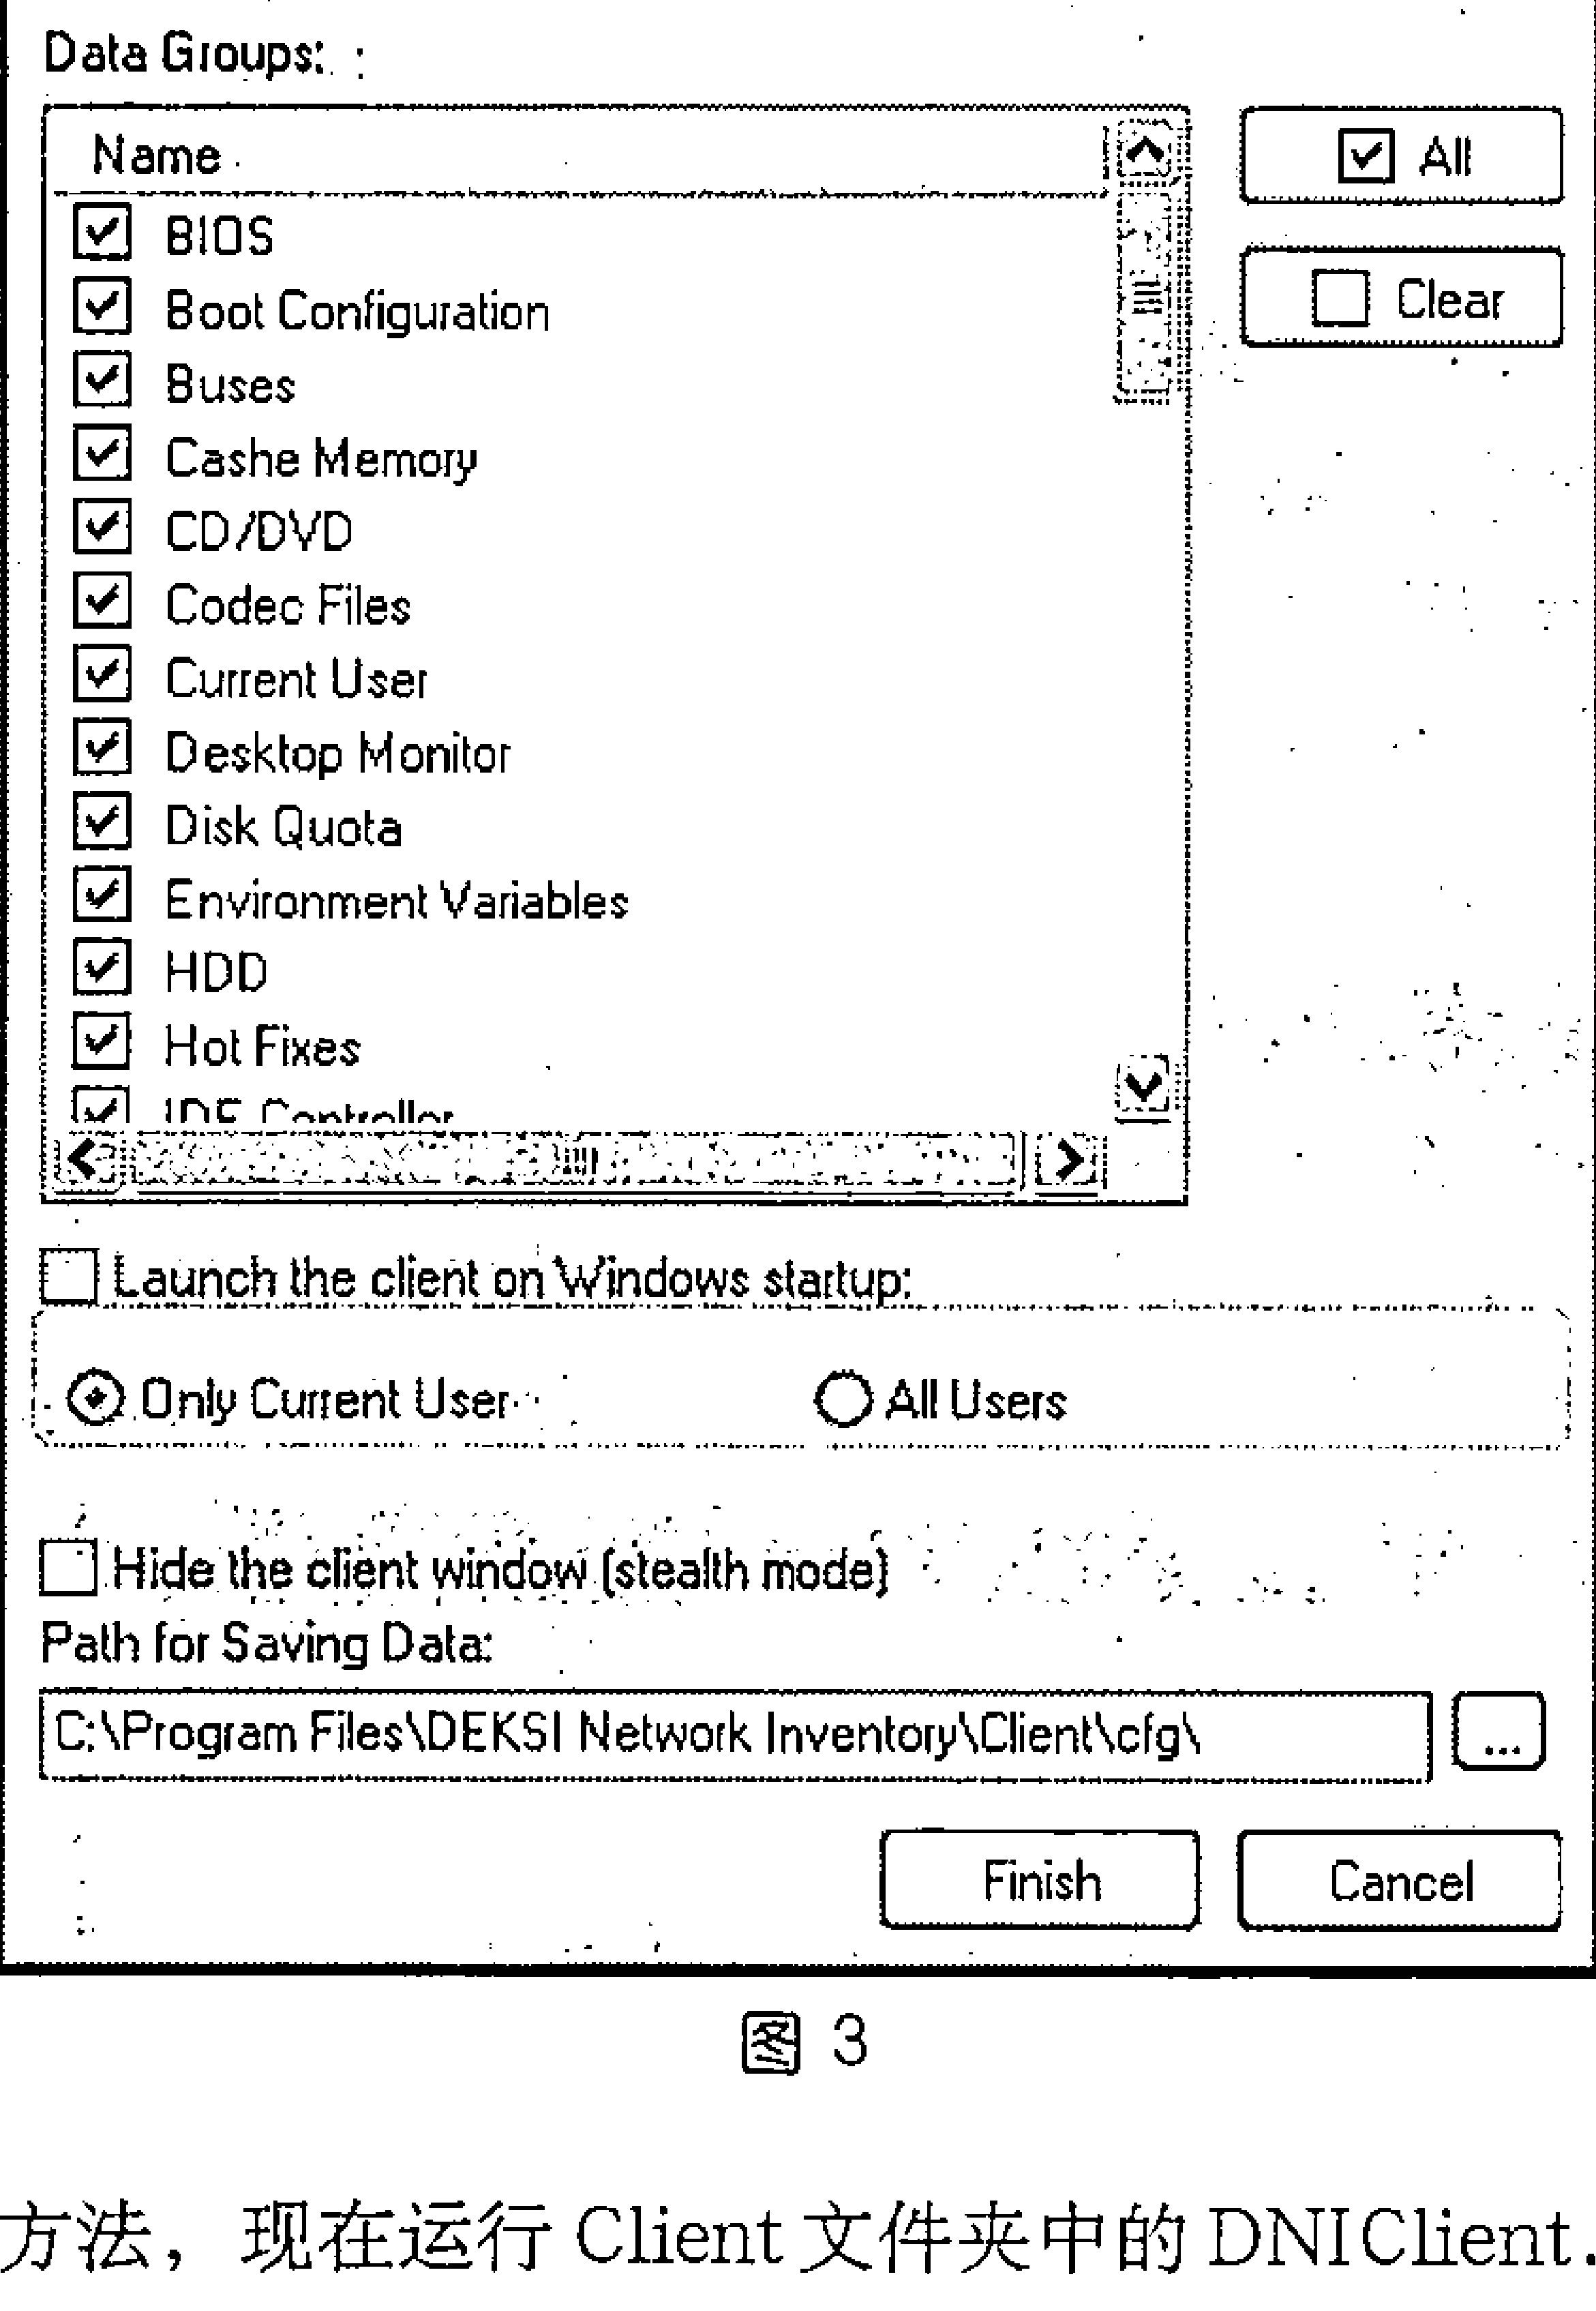 Data Groups:
Name
All
BIOS
Clear
Boot Configuration
Buses
Cashe Memory
CD/DVD
Codec Files
Current User
Desktop Monitor
Disk Quota
Environment Variables
HDD
Hot Fixes
IDE Controller
Launch the client on Windows startup:
Only Current User All Users
Hide the client window (stealth mode)
Path for Saving Data:
C:\Program Files\DEKSI Network Inventory\Client\cfg\ ...
Finish Cancel
图 3
方法，现在运行 Client 文件夹中的 DNIClient.